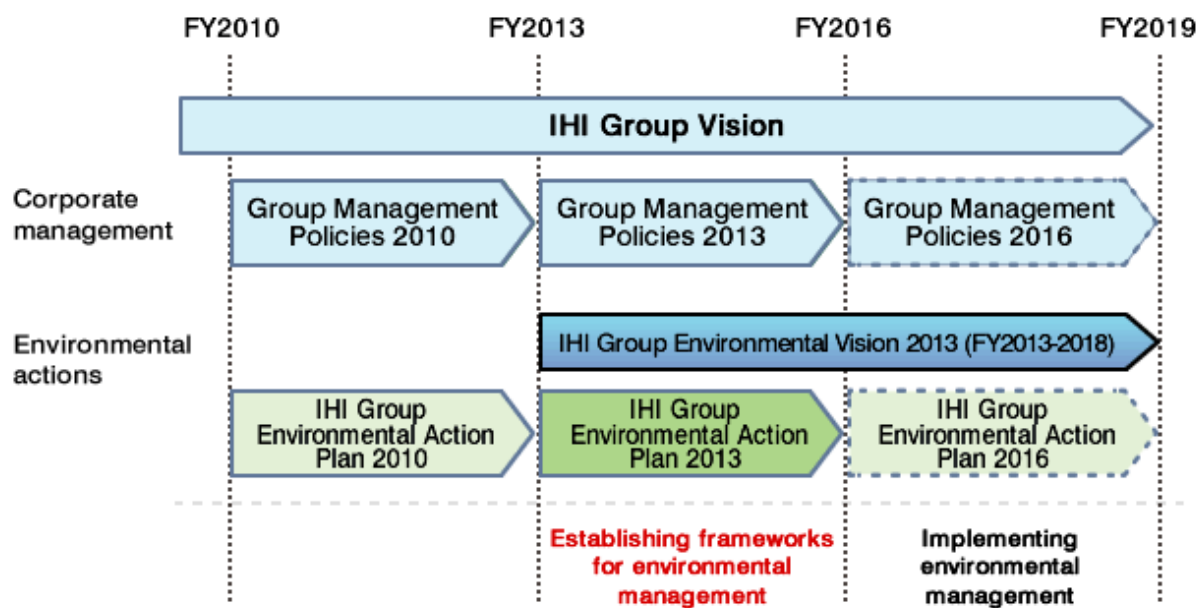 FY2010 FY2013 FY2016 FY2019
IHI Group Vision
Corporate
management
Group Management
Policies 2010
Group Management
Policies 2013
Group Management
Policies 2016
Environmental
actions
IHI Group Environmental Vision 2013 (FY2013-2018)
IHI Group
Environmental Action
Plan 2010
IHI Group
Environmental Action
Plan 2013
IHI Group
Environmental Action
Plan 2016
Establishing frameworks
for environmental
management
Implementing
environmental
management